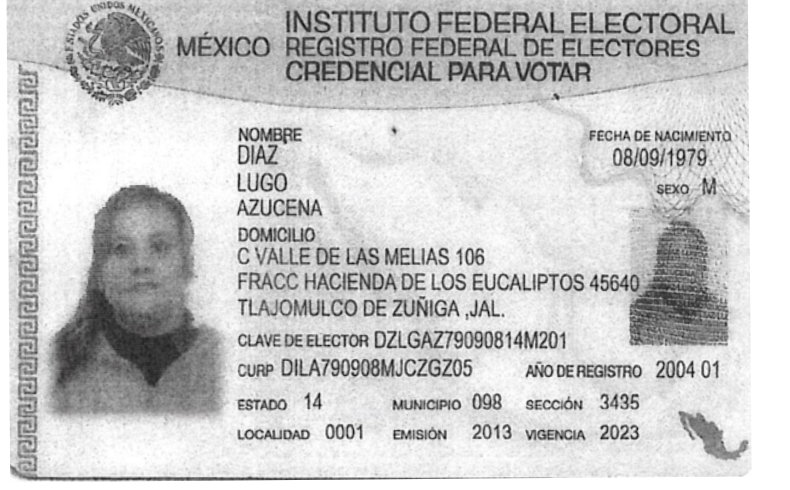 ESTADOS UNIDOS MEXICANOS
MÉXICO
INSTITUTO FEDERAL ELECTORAL
REGISTRO FEDERAL DE ELECTORES
CREDENCIAL PARA VOTAR
NOMBRE
DIAZ
LUGO
AZUCENA
FECHA DE NACIMIENTO
08/09/1979
SEXO M
DOMICILIO
C VALLE DE LAS MELIAS 106
FRACC HACIENDA DE LOS EUCALIPTOS 45640
TLAJOMULCO DE ZUÑIGA ,JAL.
CLAVE DE ELECTOR DZLGAZ79090814M201
CURP DILA790908MJCZGZ05 AÑO DE REGISTRO 2004 01
ESTADO 14 MUNICIPIO 098 SECCIÓN 3435
LOCALIDAD 0001 EMISIÓN 2013 VIGENCIA 2023